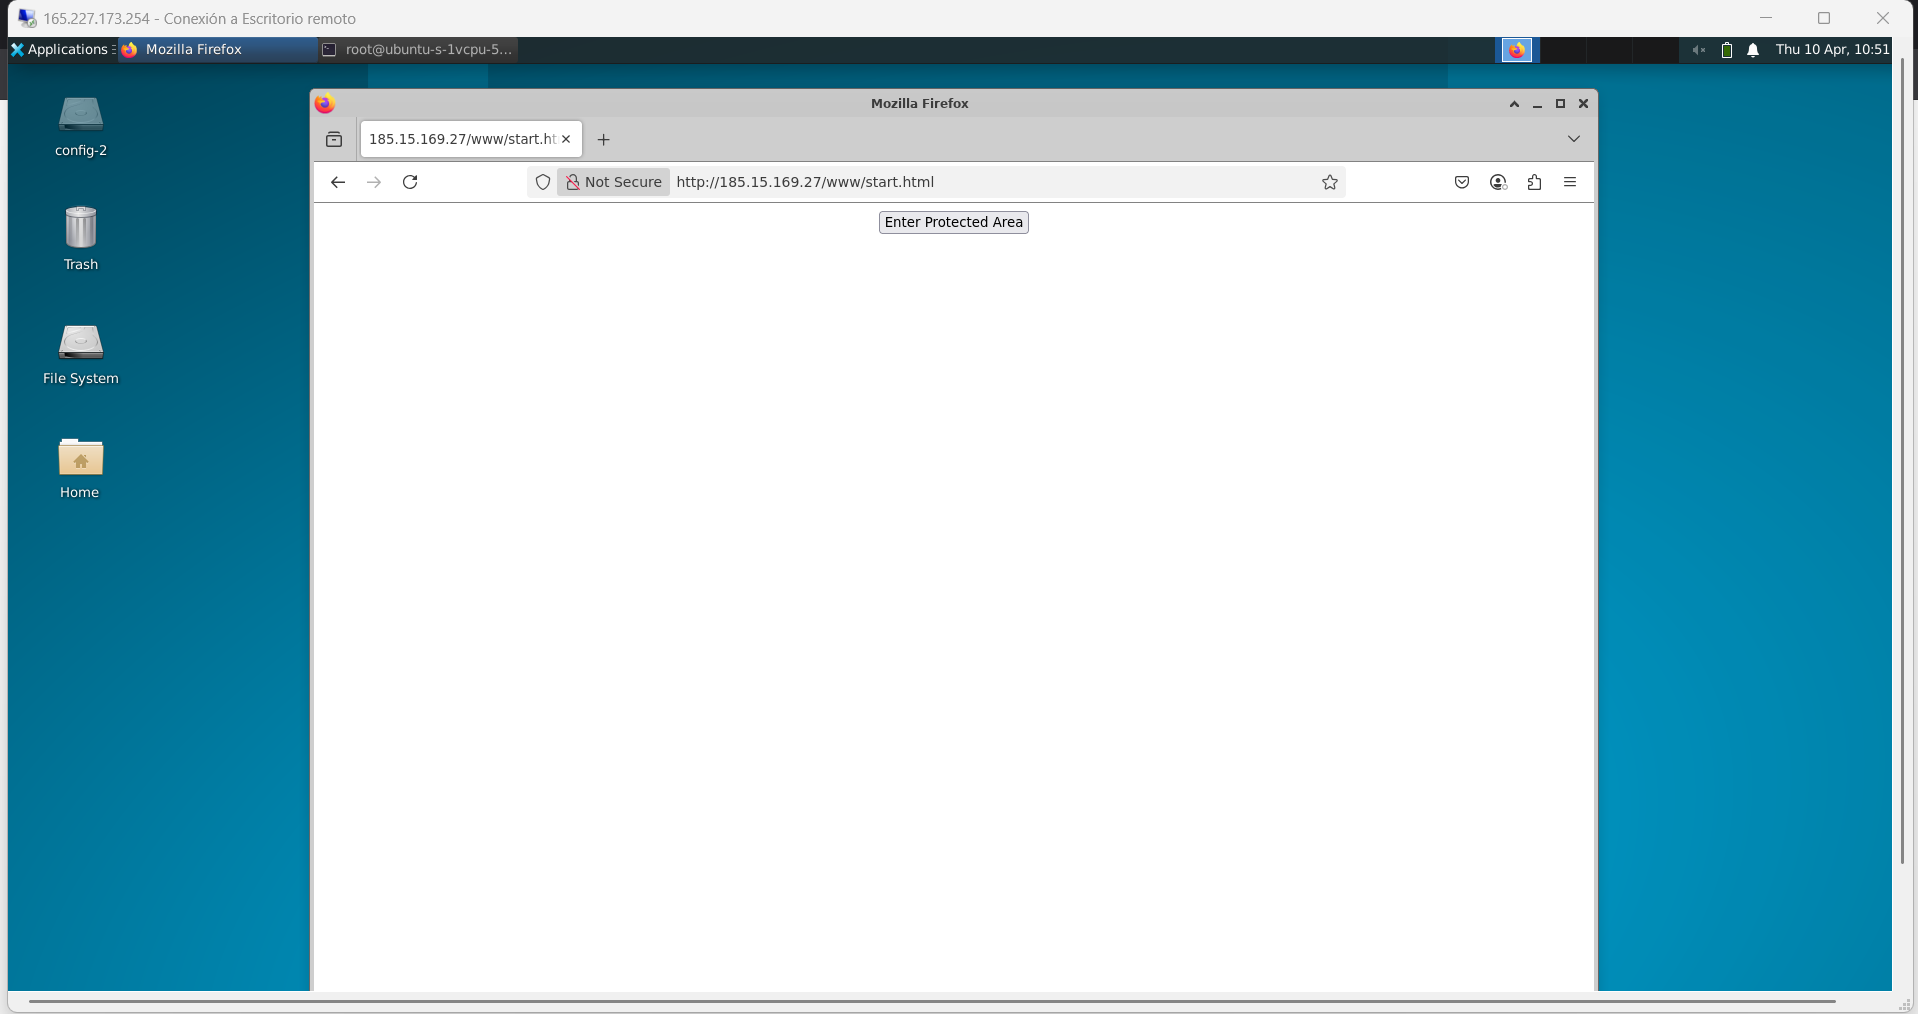 165.227.173.254 - Conexión a Escritorio remoto
Applications
Mozilla Firefox
root@ubuntu-s-1vcpu-5...
Thu 10 Apr, 10:51
config-2
Trash
File System
Home
Mozilla Firefox
185.15.169.27/www/start.ht
Not Secure
http://185.15.169.27/www/start.html
Enter Protected Area